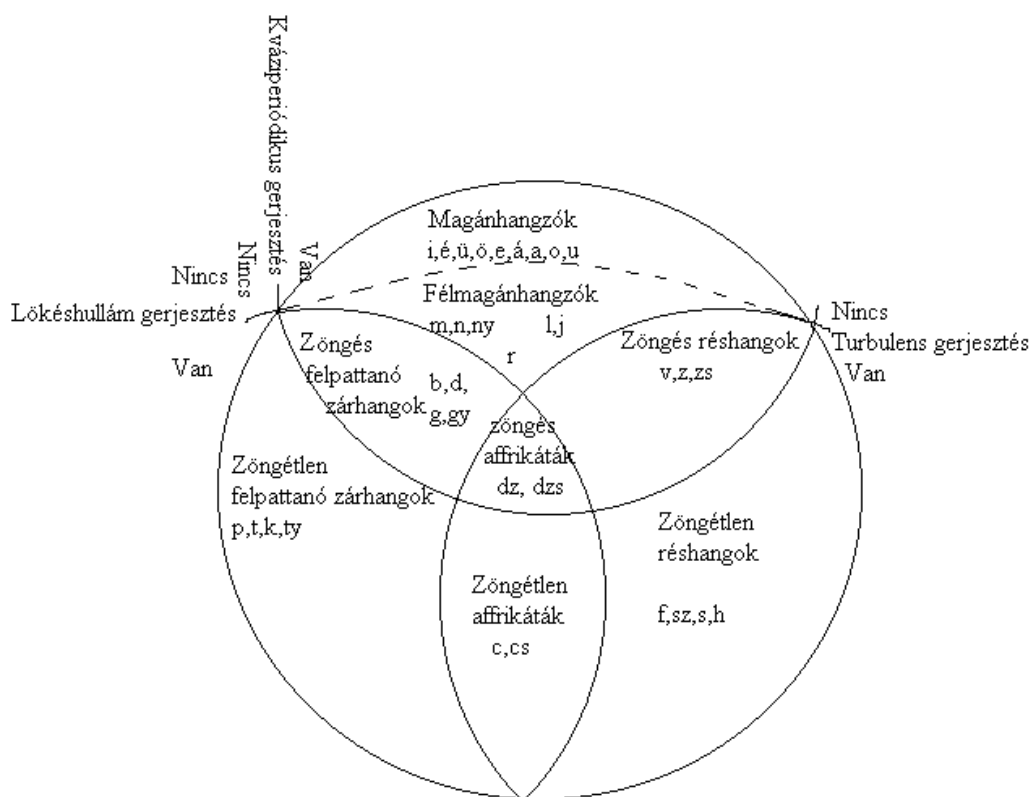 Kváziperiódikus gerjesztés
Nincs
Van
Magánhangzók
i,é,ü,ö,e,á,a,o,u
Nincs
Lökéshullám gerjesztés
Van
Félmagánhangzók
m,n,ny l,j
r
Nincs
Turbulens gerjesztés
Van
Zöngés
felpattanó
zárhangok
b,d,
g,gy
Zöngés réshangok
v,z,zs
zöngés
affrikáták
dz, dzs
Zöngétlen
felpattanó zárhangok
p,t,k,ty
Zöngétlen
réshangok
f,sz,s,h
Zöngétlen
affrikáták
c,cs